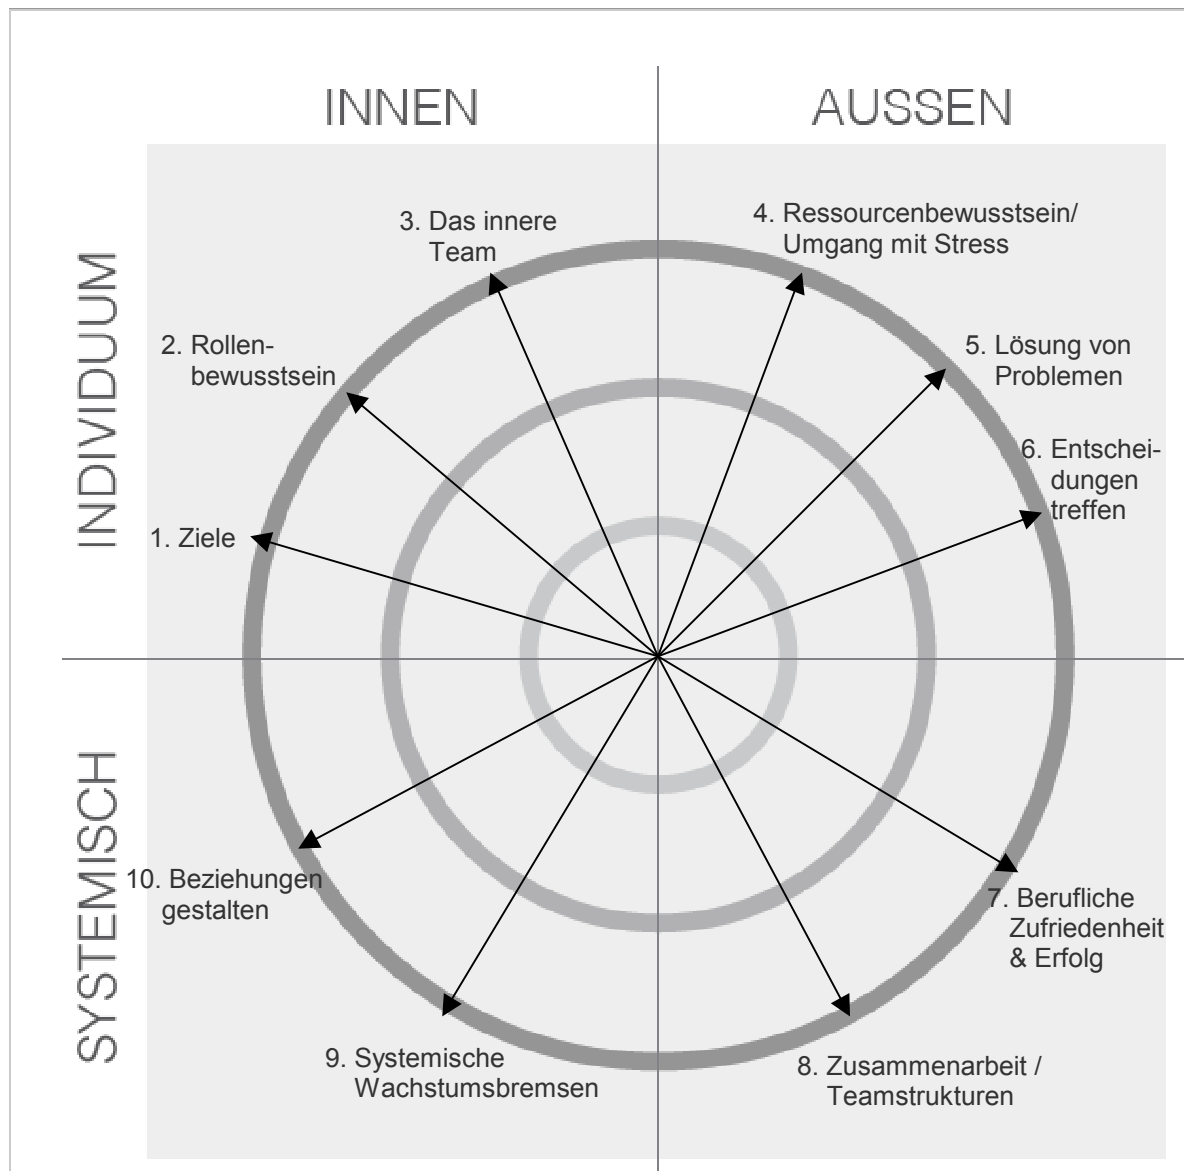 INNEN
AUSSEN
INDIVIDUUM
3. Das innere
Team
4. Ressourcenbewusstsein/
Umgang mit Stress
2. Rollen-
bewusstsein
5. Lösung von
Problemen
6. Entschei-
dungen
treffen
1. Ziele
SYSTEMISCH
10. Beziehungen
gestalten
7. Berufliche
Zufriedenheit
& Erfolg
9. Systemische
Wachstumsbremsen
8. Zusammenarbeit /
Teamstrukturen